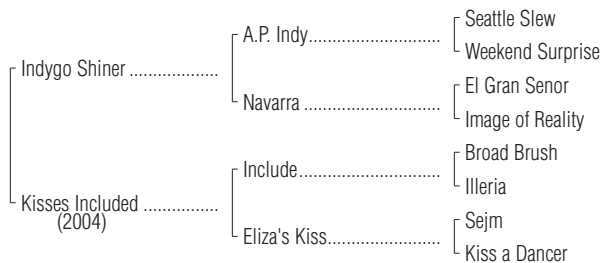 Seattle Slew
A.P. Indy........................................
Weekend Surprise
Indygo Shiner ...................
El Gran Senor
Navarra .........................................
Image of Reality
Broad Brush
Include..........................................
Illeria
Kisses Included ................
(2004)
Sejm
Eliza's Kiss...................................
Kiss a Dancer